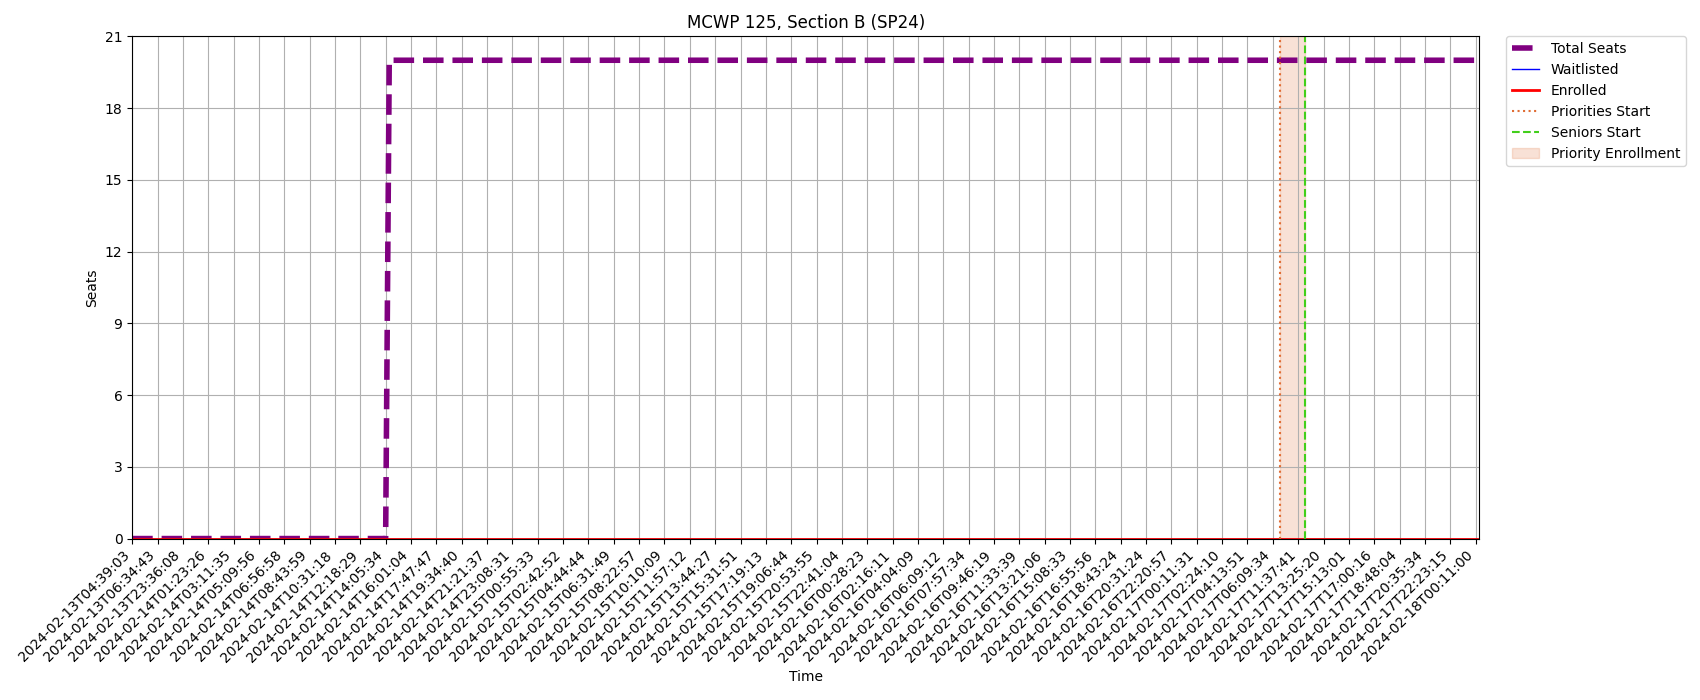 MCWP 125, Section B (SP24)
21
18
15
12
9
6
3
0
Seats
2024-02-13T04:39:03
2024-02-13T06:34:43
2024-02-13T23:36:08
2024-02-14T01:23:26
2024-02-14T03:11:35
2024-02-14T05:09:56
2024-02-14T06:56:58
2024-02-14T08:43:59
2024-02-14T10:31:18
2024-02-14T12:18:29
2024-02-14T14:05:34
2024-02-14T16:01:04
2024-02-14T17:47:47
2024-02-14T19:34:40
2024-02-14T21:21:37
2024-02-14T23:08:31
2024-02-15T00:55:33
2024-02-15T02:42:52
2024-02-15T04:44:44
2024-02-15T06:31:49
2024-02-15T08:22:57
2024-02-15T10:10:09
2024-02-15T11:57:12
2024-02-15T13:44:27
2024-02-15T15:31:51
2024-02-15T17:19:13
2024-02-15T19:06:44
2024-02-15T20:53:55
2024-02-15T22:41:04
2024-02-16T00:28:23
2024-02-16T02:16:11
2024-02-16T04:04:09
2024-02-16T06:09:12
2024-02-16T07:57:34
2024-02-16T09:46:19
2024-02-16T11:33:39
2024-02-16T13:21:06
2024-02-16T15:08:33
2024-02-16T16:55:56
2024-02-16T18:43:24
2024-02-16T20:31:24
2024-02-16T22:20:57
2024-02-17T00:11:31
2024-02-17T02:24:10
2024-02-17T04:13:51
2024-02-17T06:09:34
2024-02-17T11:37:41
2024-02-17T13:25:20
2024-02-17T15:13:01
2024-02-17T17:00:16
2024-02-17T18:48:04
2024-02-17T20:35:34
2024-02-17T22:23:15
2024-02-18T00:11:00
Time
Total Seats
Waitlisted
Enrolled
Priorities Start
Seniors Start
Priority Enrollment